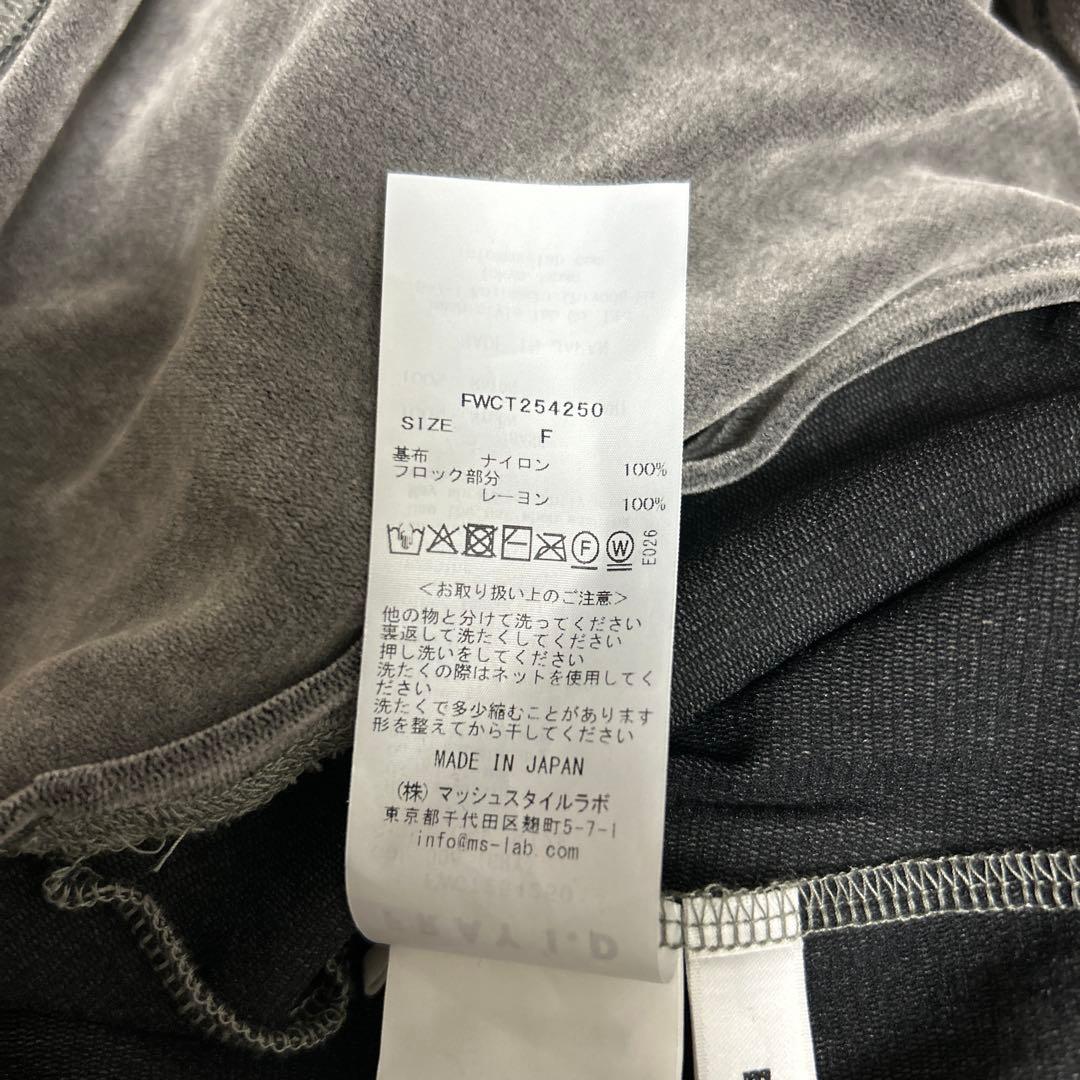 FWCT254250
SIZE F
基布 ナイロン 100%
フロック部分
レーヨン 100%
F W E026
<お取り扱い上のご注意>
他の物と分けて洗ってください
裏返して洗たくしてください
押し洗いをしてください
洗たくの際はネットを使用してく
ださい
洗たくで多少縮むことがあります
形を整えてから干してください
MADE IN JAPAN
(株)マッシュスタイルラボ
東京都千代田区麹町5-7-1
info@ms-lab.com
FWCT254250
FRAY I.D